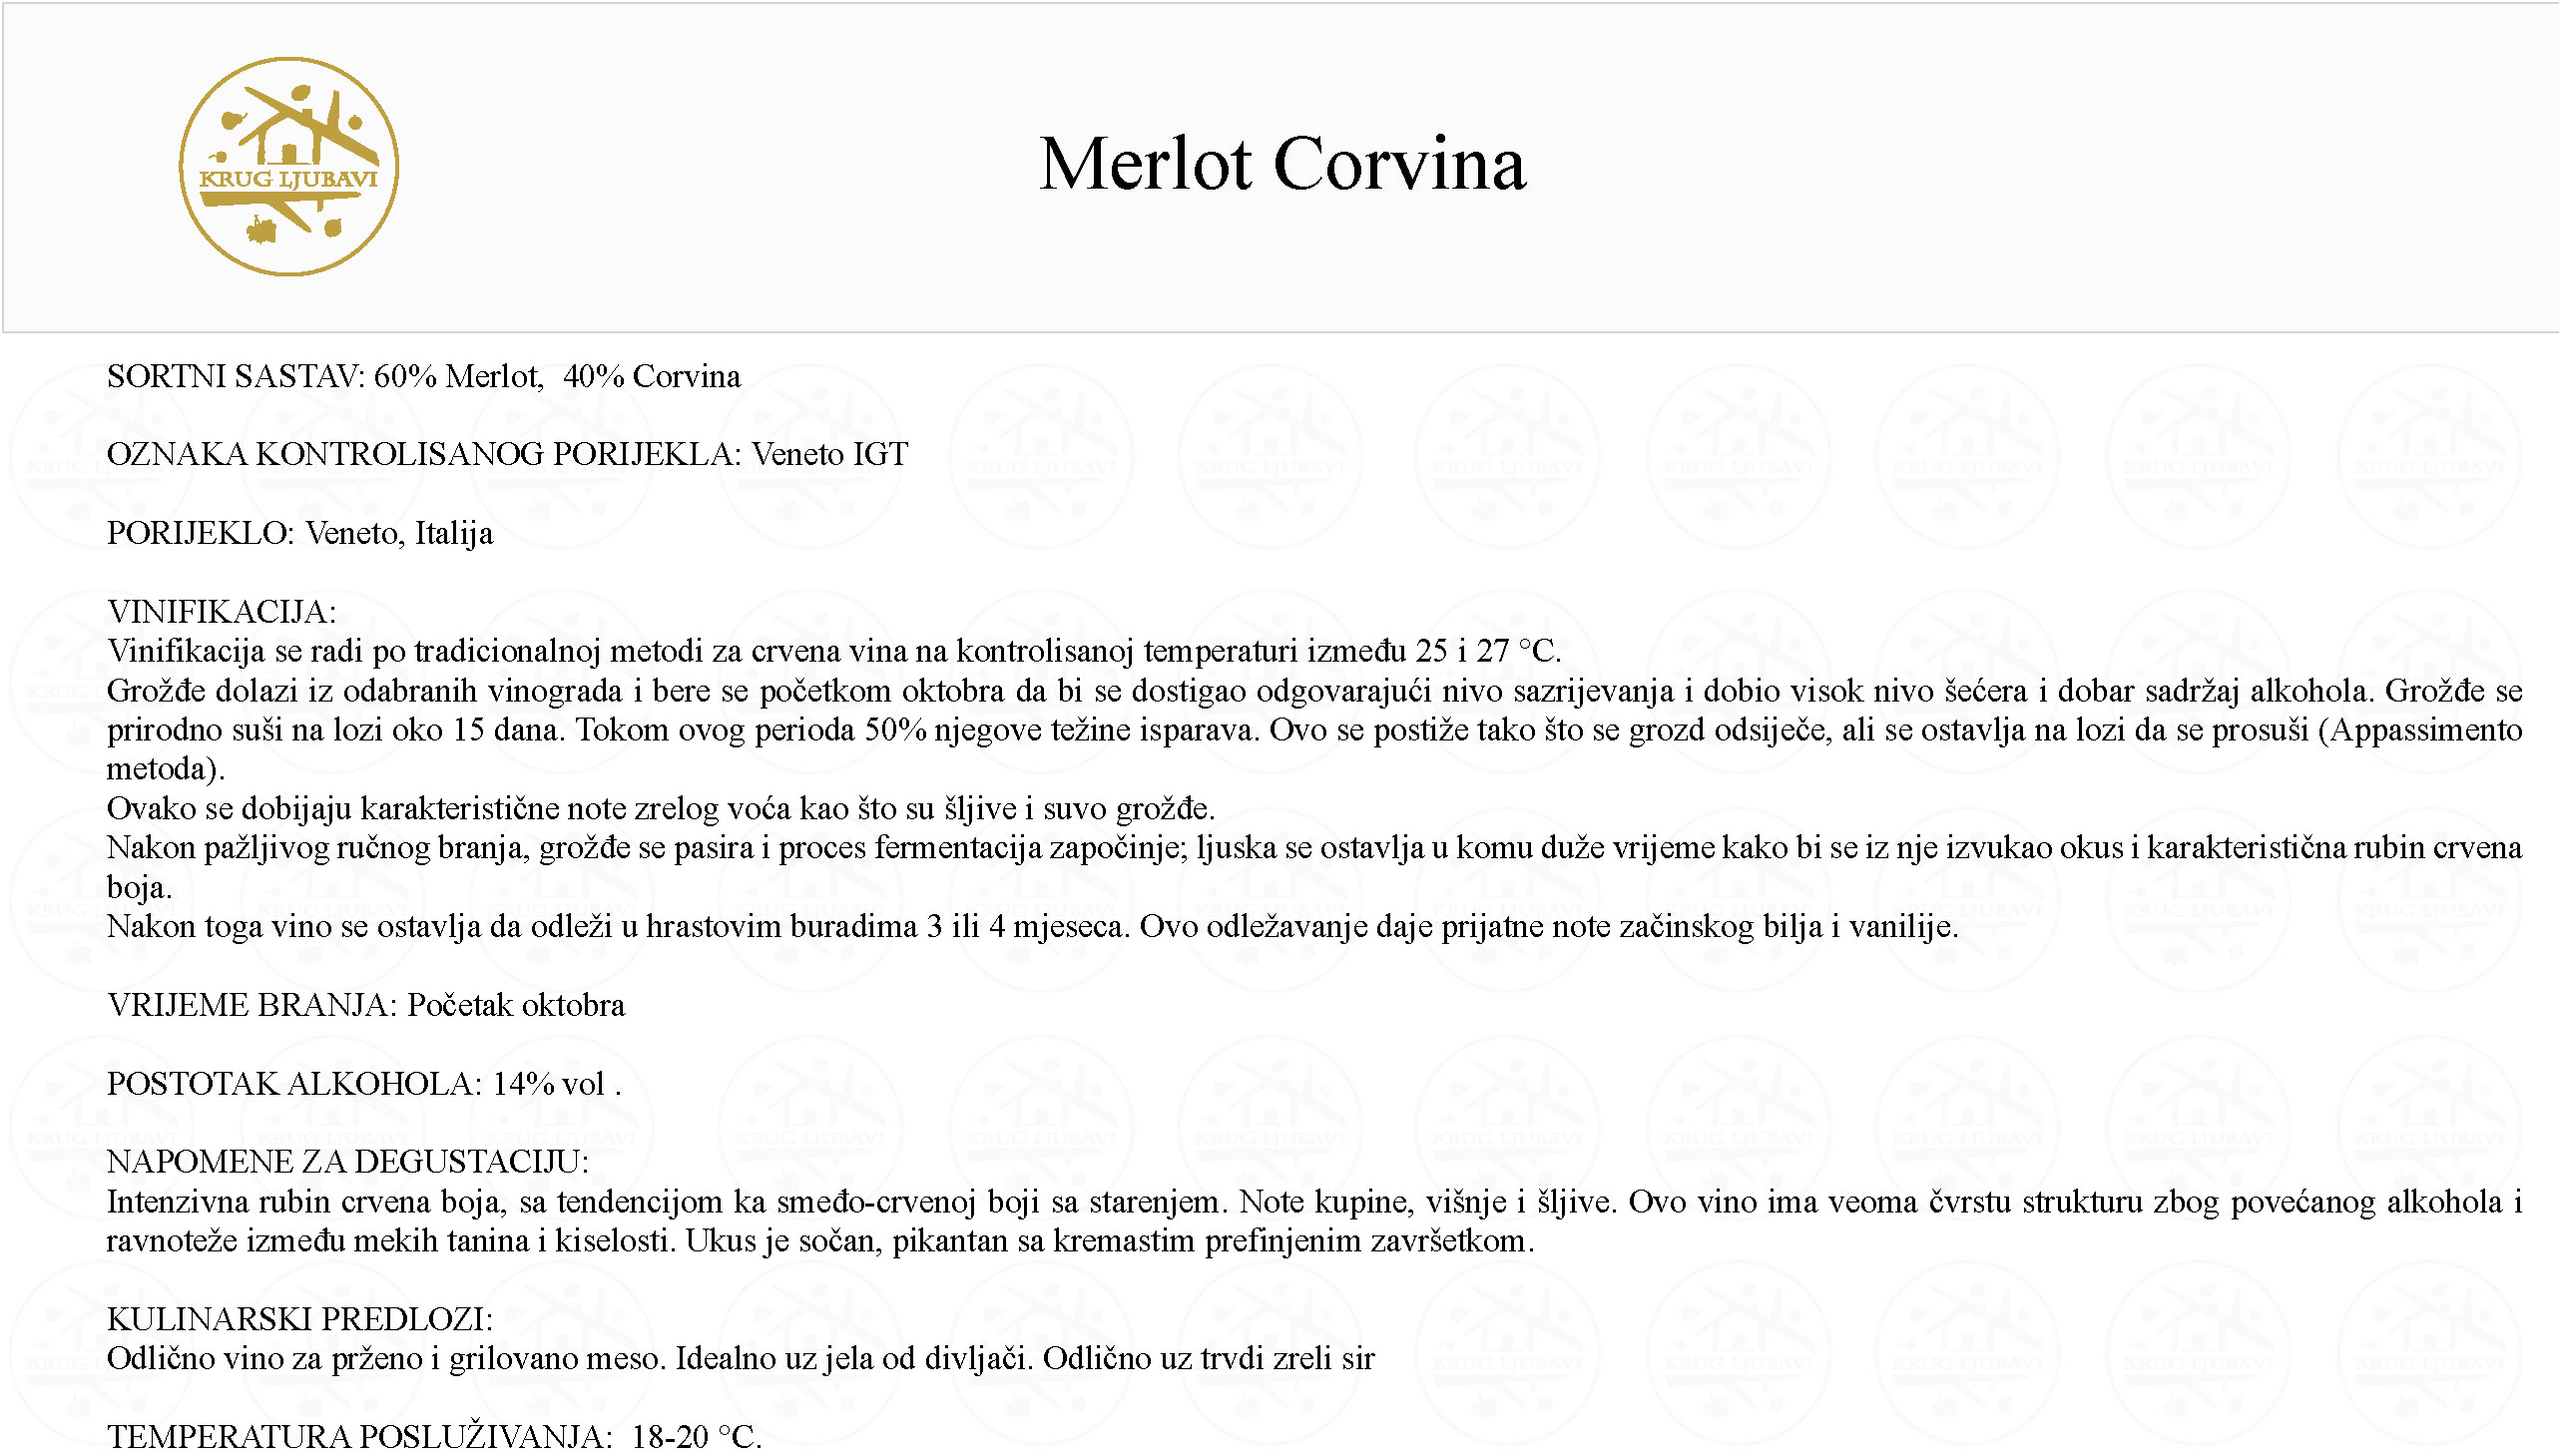 KRUG LJUBAVI
Merlot Corvina
SORTNI SASTAV: 60% Merlot,  40% Corvina
OZNAKA KONTROLISANOG PORIJEKLA: Veneto IGT
PORIJEKLO: Veneto, Italija
VINIFIKACIJA:
Vinifikacija se radi po tradicionalnoj metodi za crvena vina na kontrolisanoj temperaturi između 25 i 27 °C.
Grožđe dolazi iz odabranih vinograda i bere se početkom oktobra da bi se dostigao odgovarajući nivo sazrijevanja i dobio visok nivo šećera i dobar sadržaj alkohola. Grožđe se
prirodno suši na lozi oko 15 dana. Tokom ovog perioda 50% njegove težine isparava. Ovo se postiže tako što se grozd odsiječe, ali se ostavlja na lozi da se prosuši (Appassimento
metoda).
Ovako se dobijaju karakteristične note zrelog voća kao što su šljive i suvo grožđe.
Nakon pažljivog ručnog branja, grožđe se pasira i proces fermentacija započinje; ljuska se ostavlja u komu duže vrijeme kako bi se iz nje izvukao okus i karakteristična rubin crvena
boja.
Nakon toga vino se ostavlja da odleži u hrastovim buradima 3 ili 4 mjeseca. Ovo odležavanje daje prijatne note začinskog bilja i vanilije.
VRIJEME BRANJA: Početak oktobra
POSTOTAK ALKOHOLA: 14% vol .
NAPOMENE ZA DEGUSTACIJU:
Intenzivna rubin crvena boja, sa tendencijom ka smeđo-crvenoj boji sa starenjem. Note kupine, višnje i šljive. Ovo vino ima veoma čvrstu strukturu zbog povećanog alkohola i
ravnoteže između mekih tanina i kiselosti. Ukus je sočan, pikantan sa kremastim prefinjenim završetkom.
KULINARSKI PREDLOZI:
Odlično vino za prženo i grilovano meso. Idealno uz jela od divljači. Odlično uz trvdi zreli sir
TEMPERATURA POSLUŽIVANJA:  18-20 °C.